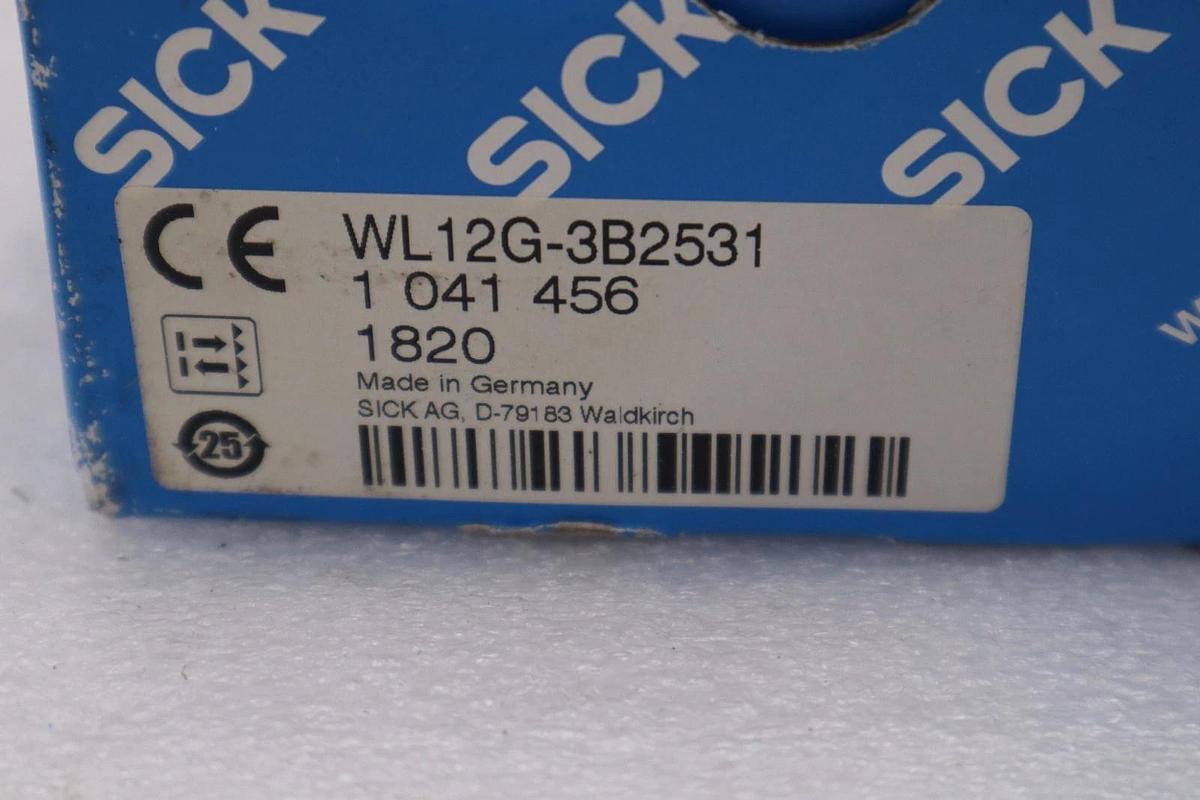 SICK SICK SICK
CE WL12G-3B2531
1 041 456
1820
Made in Germany
SICK AG, D-79183 Waldkirch
25